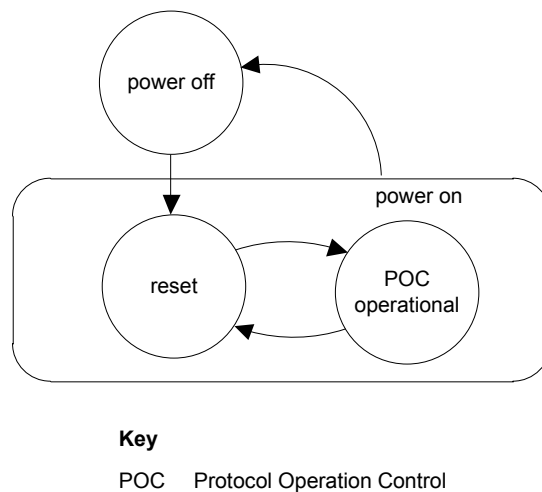 power off
power on
reset
POC
operational
Key
POC Protocol Operation Control